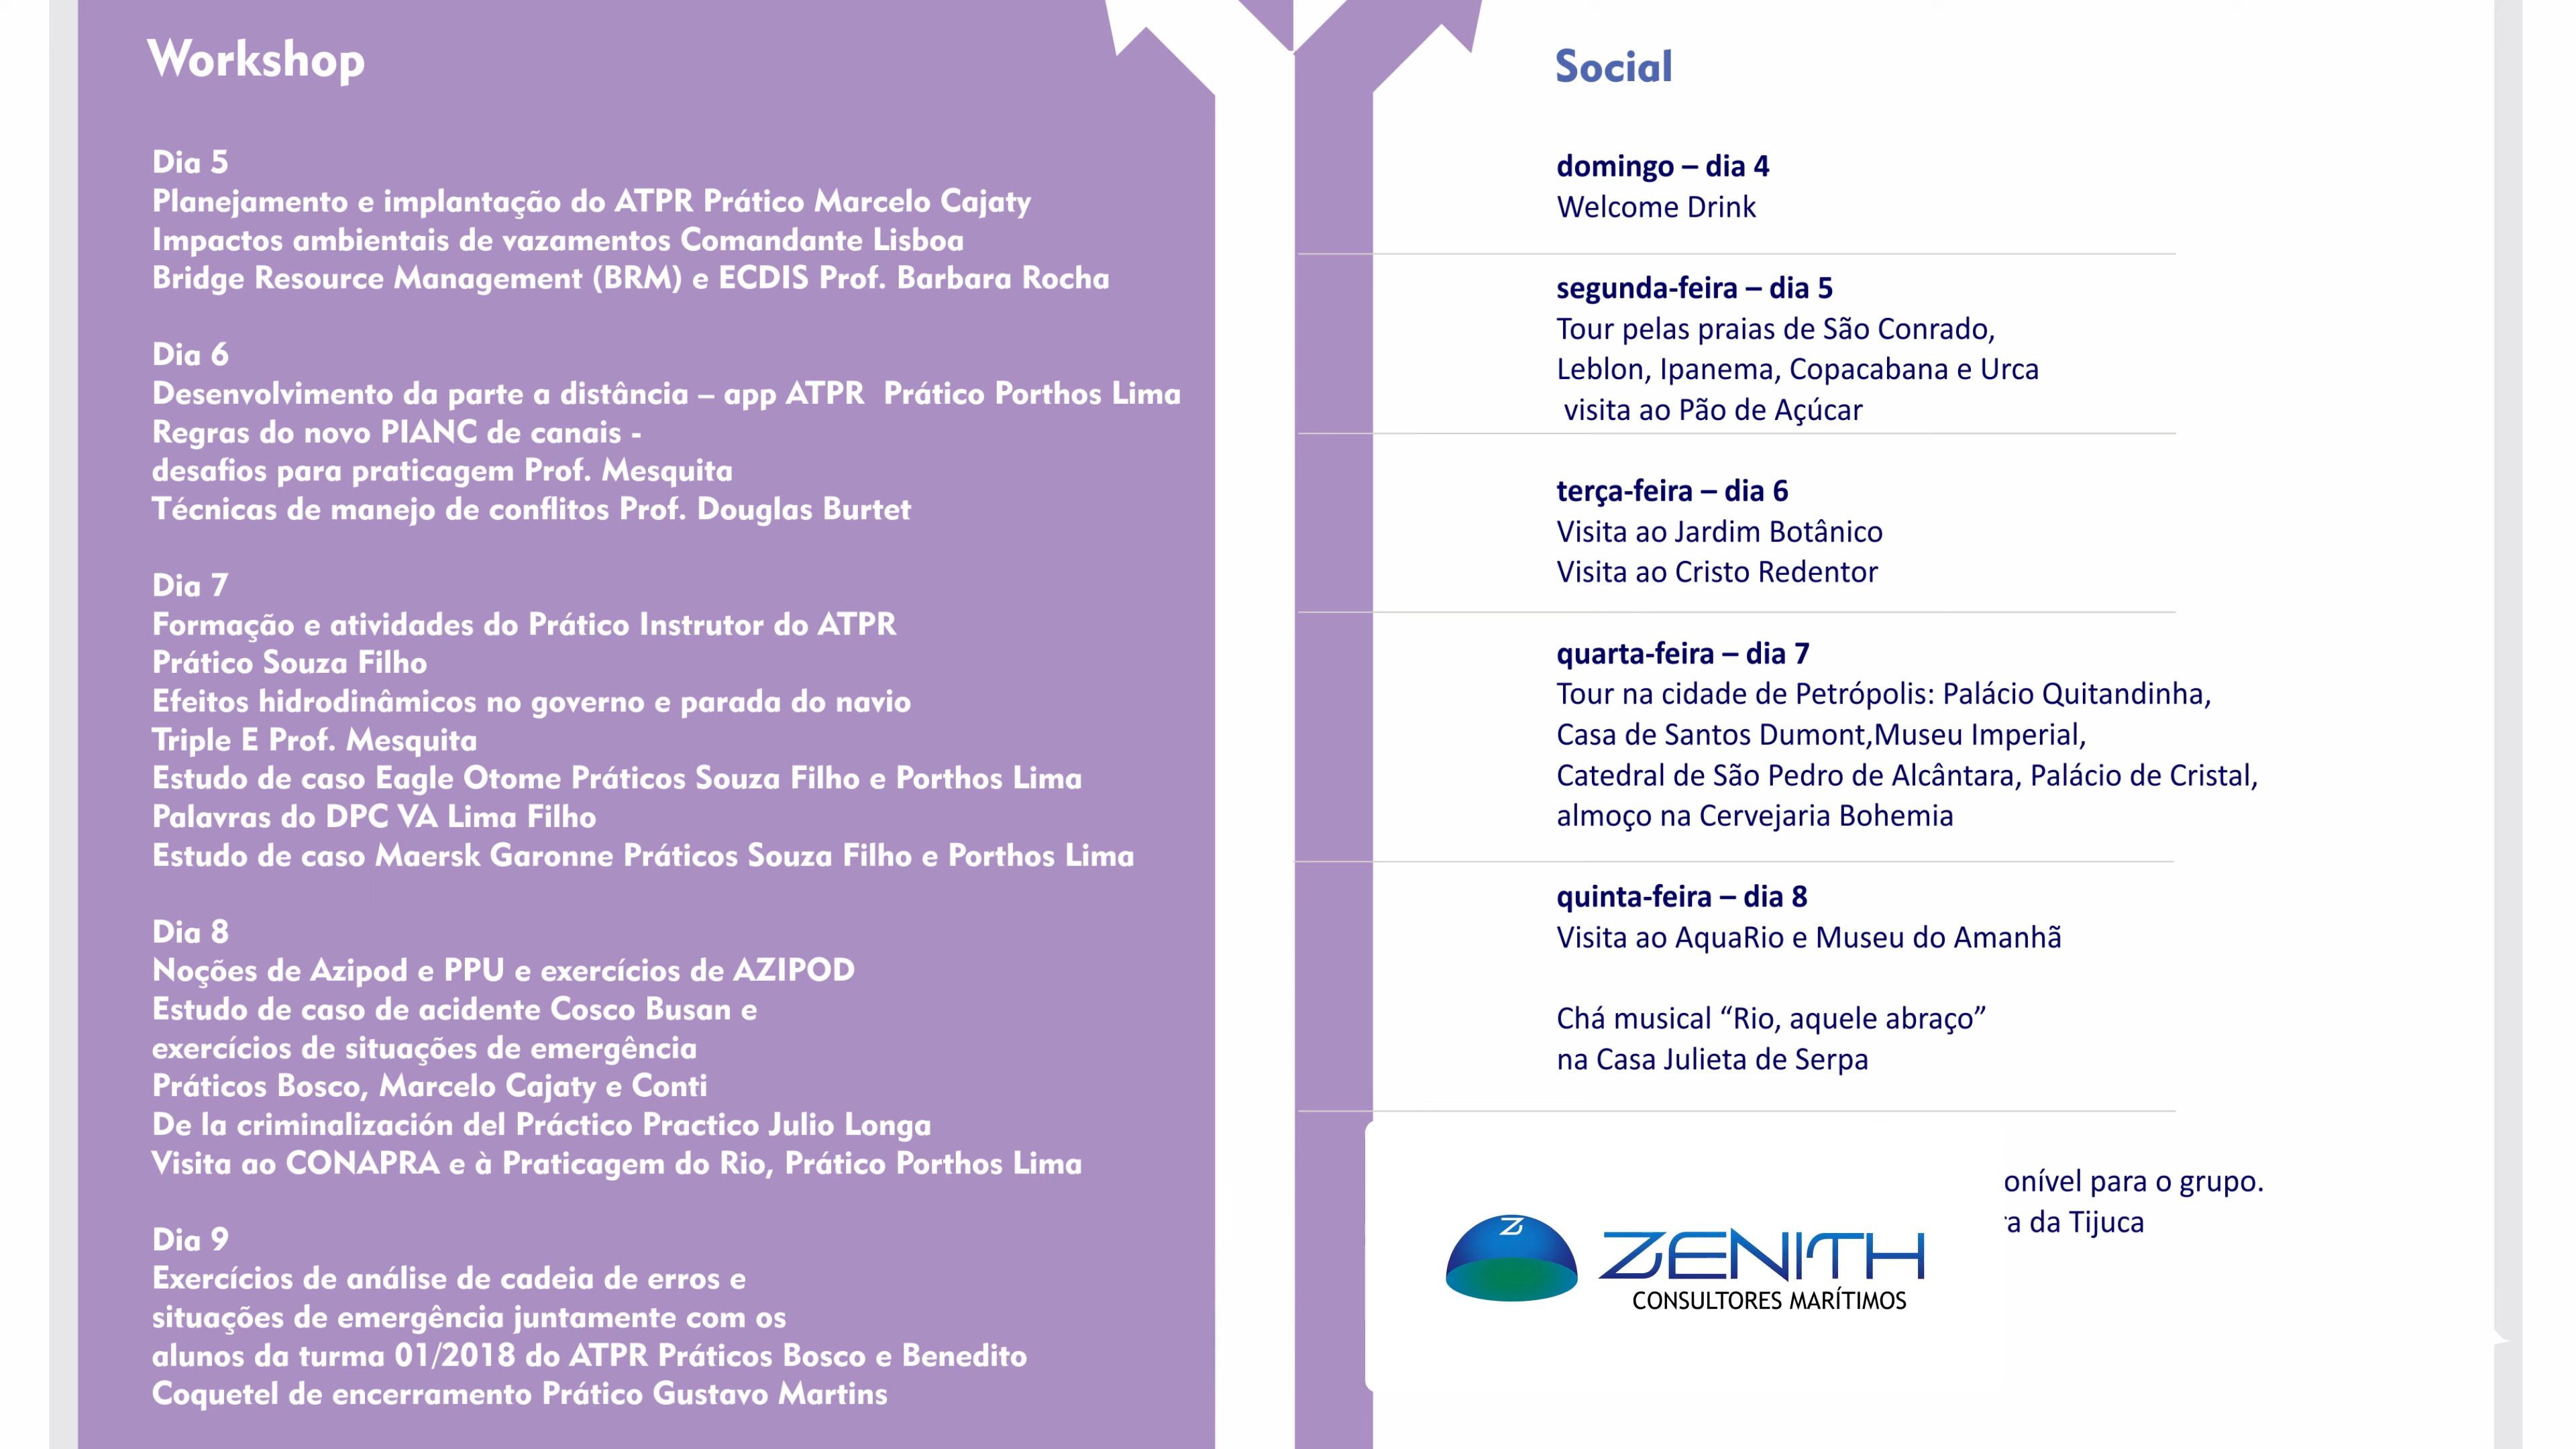 Workshop
Dia 5
Planejamento e implantação do ATPR Prático Marcelo Cajaty
Impactos ambientais de vazamentos Comandante Lisboa
Bridge Resource Management (BRM) e ECDIS Prof. Barbara Rocha
Dia 6
Desenvolvimento da parte a distância – app ATPR  Prático Porthos Lima
Regras do novo PIANC de canais -
desafios para praticagem Prof. Mesquita
Técnicas de manejo de conflitos Prof. Douglas Burtet
Dia 7
Formação e atividades do Prático Instrutor do ATPR
Prático Souza Filho
Efeitos hidrodinâmicos no governo e parada do navio
Triple E Prof. Mesquita
Estudo de caso Eagle Otome Práticos Souza Filho e Porthos Lima
Palavras do DPC VA Lima Filho
Estudo de caso Maersk Garonne Práticos Souza Filho e Porthos Lima
Dia 8
Noções de Azipod e PPU e exercícios de AZIPOD
Estudo de caso de acidente Cosco Busan e
exercícios de situações de emergência
Práticos Bosco, Marcelo Cajaty e Conti
De la criminalización del Práctico Practico Julio Longa
Visita ao CONAPRA e à Praticagem do Rio, Prático Porthos Lima
Dia 9
Exercícios de análise de cadeia de erros e
situações de emergência juntamente com os
alunos da turma 01/2018 do ATPR Práticos Bosco e Benedito
Coquetel de encerramento Prático Gustavo Martins
Social
domingo – dia 4
Welcome Drink
segunda-feira – dia 5
Tour pelas praias de São Conrado,
Leblon, Ipanema, Copacabana e Urca
visita ao Pão de Açúcar
terça-feira – dia 6
Visita ao Jardim Botânico
Visita ao Cristo Redentor
quarta-feira – dia 7
Tour na cidade de Petrópolis: Palácio Quitandinha,
Casa de Santos Dumont,Museu Imperial,
Catedral de São Pedro de Alcântara, Palácio de Cristal,
almoço na Cervejaria Bohemia
quinta-feira – dia 8
Visita ao AquaRio e Museu do Amanhã
Chá musical “Rio, aquele abraço”
na Casa Julieta de Serpa
onível para o grupo.
a da Tijuca
Z
ZENITH
CONSULTORES MARÍTIMOS